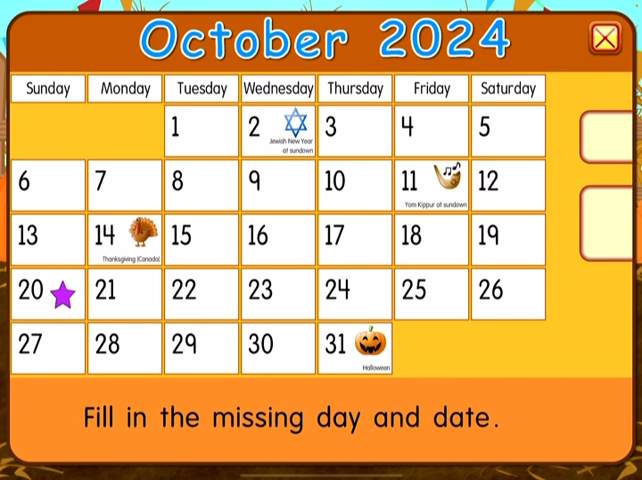 October 2024
Sunday Monday Tuesday Wednesday Thursday Friday Saturday
1 2 3 4 5
Jewish New Year
at sundown
6 7 8 9 10 11 12
Yom Kippur at sundown
13 14 15 16 17 18 19
Thanksgiving (Canada)
20 21 22 23 24 25 26
27 28 29 30 31
Halloween
Fill in the missing day and date.